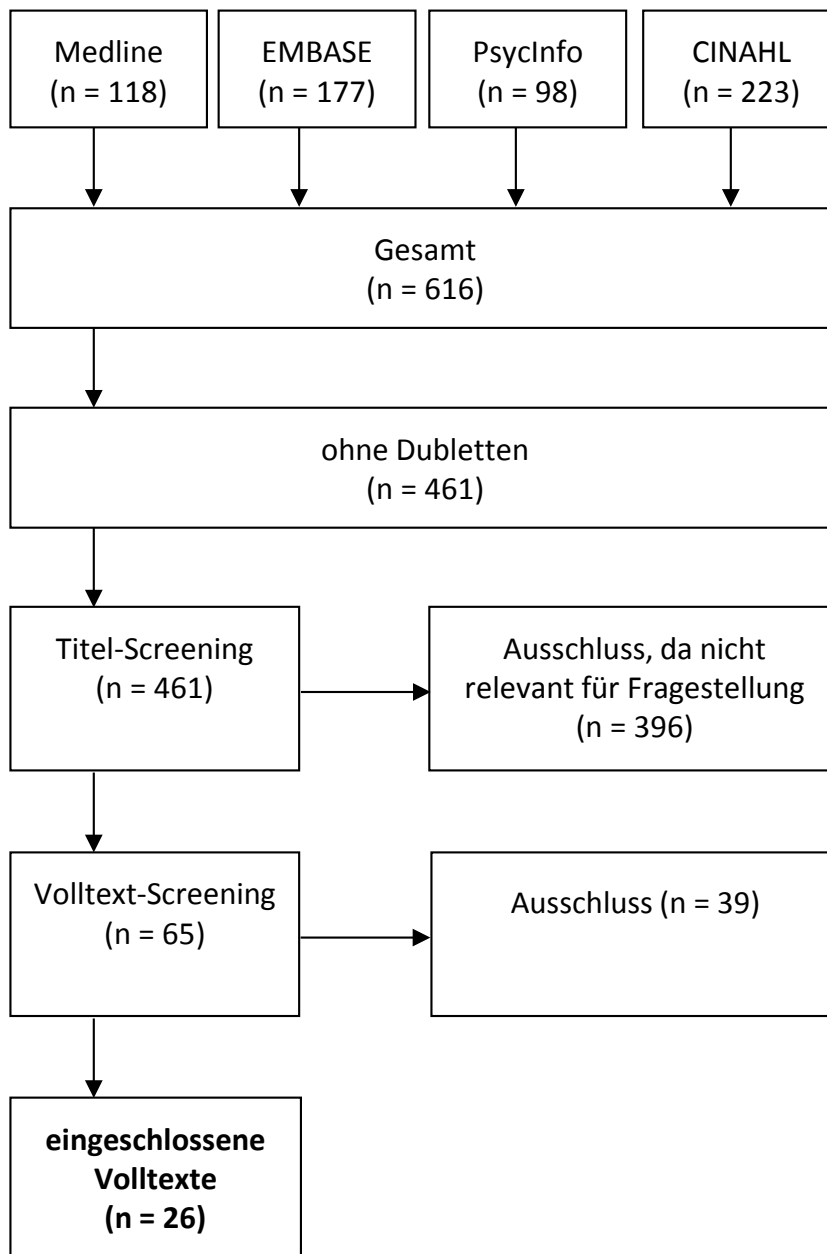 Medline
(n = 118)
EMBASE
(n = 177)
PsycInfo
(n = 98)
CINAHL
(n = 223)
Gesamt
(n = 616)
ohne Dubletten
(n = 461)
Titel-Screening
(n = 461)
Ausschluss, da nicht
relevant für Fragestellung
(n = 396)
Volltext-Screening
(n = 65)
Ausschluss (n = 39)
eingeschlossene
Volltexte
(n = 26)